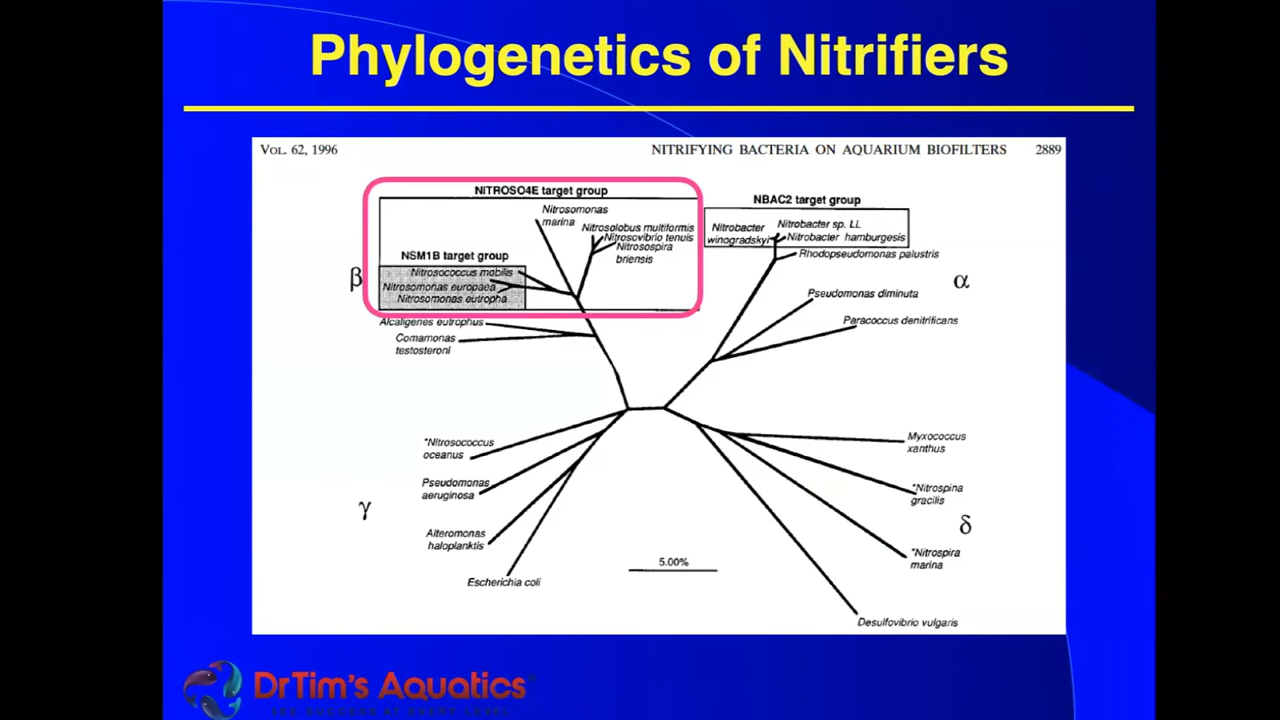 Phylogenetics of Nitrifiers
VOL. 62, 1996
NITRIFYING BACTERIA ON AQUARIUM BIOFILTERS 2889
NITROSO4E target group
Nitrosomonas
marina
Nitrosolobus multiformis
Nitrosovibrio tenuis
Nitrosospira
briensis
NSM1B target group
Nitrosococcus mobilis
Nitrosomonas europaea
Nitrosomonas eutropha
β
Alcaligenes eutrophus
Comamonas
testosteroni
NBAC2 target group
Nitrobacter
winogradskyi
Nitrobacter sp. LL
Nitrobacter hamburgesis
Rhodopseudomonas palustris
α
Pseudomonas diminuta
Paracoccus denitrificans
*Nitrosococcus
oceanus
Pseudomonas
aeruginosa
γ
Alteromonas
haloplanktis
Escherichia coli
5.00%
Myxococcus
xanthus
*Nitrospina
gracilis
δ
*Nitrospira
marina
Desulfovibrio vulgaris
DrTim's Aquatics